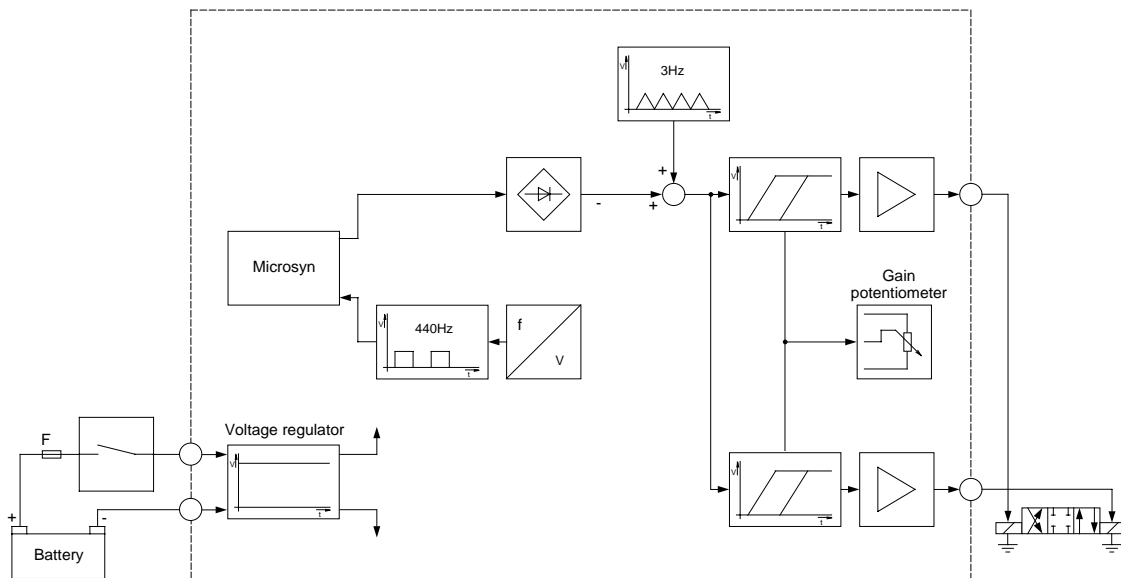 V
3Hz
t
+
-
+
V
t
Microsyn
Gain
potentiometer
V
440Hz
t
f
V
F
Voltage regulator
V
t
V
t
+
-
Battery